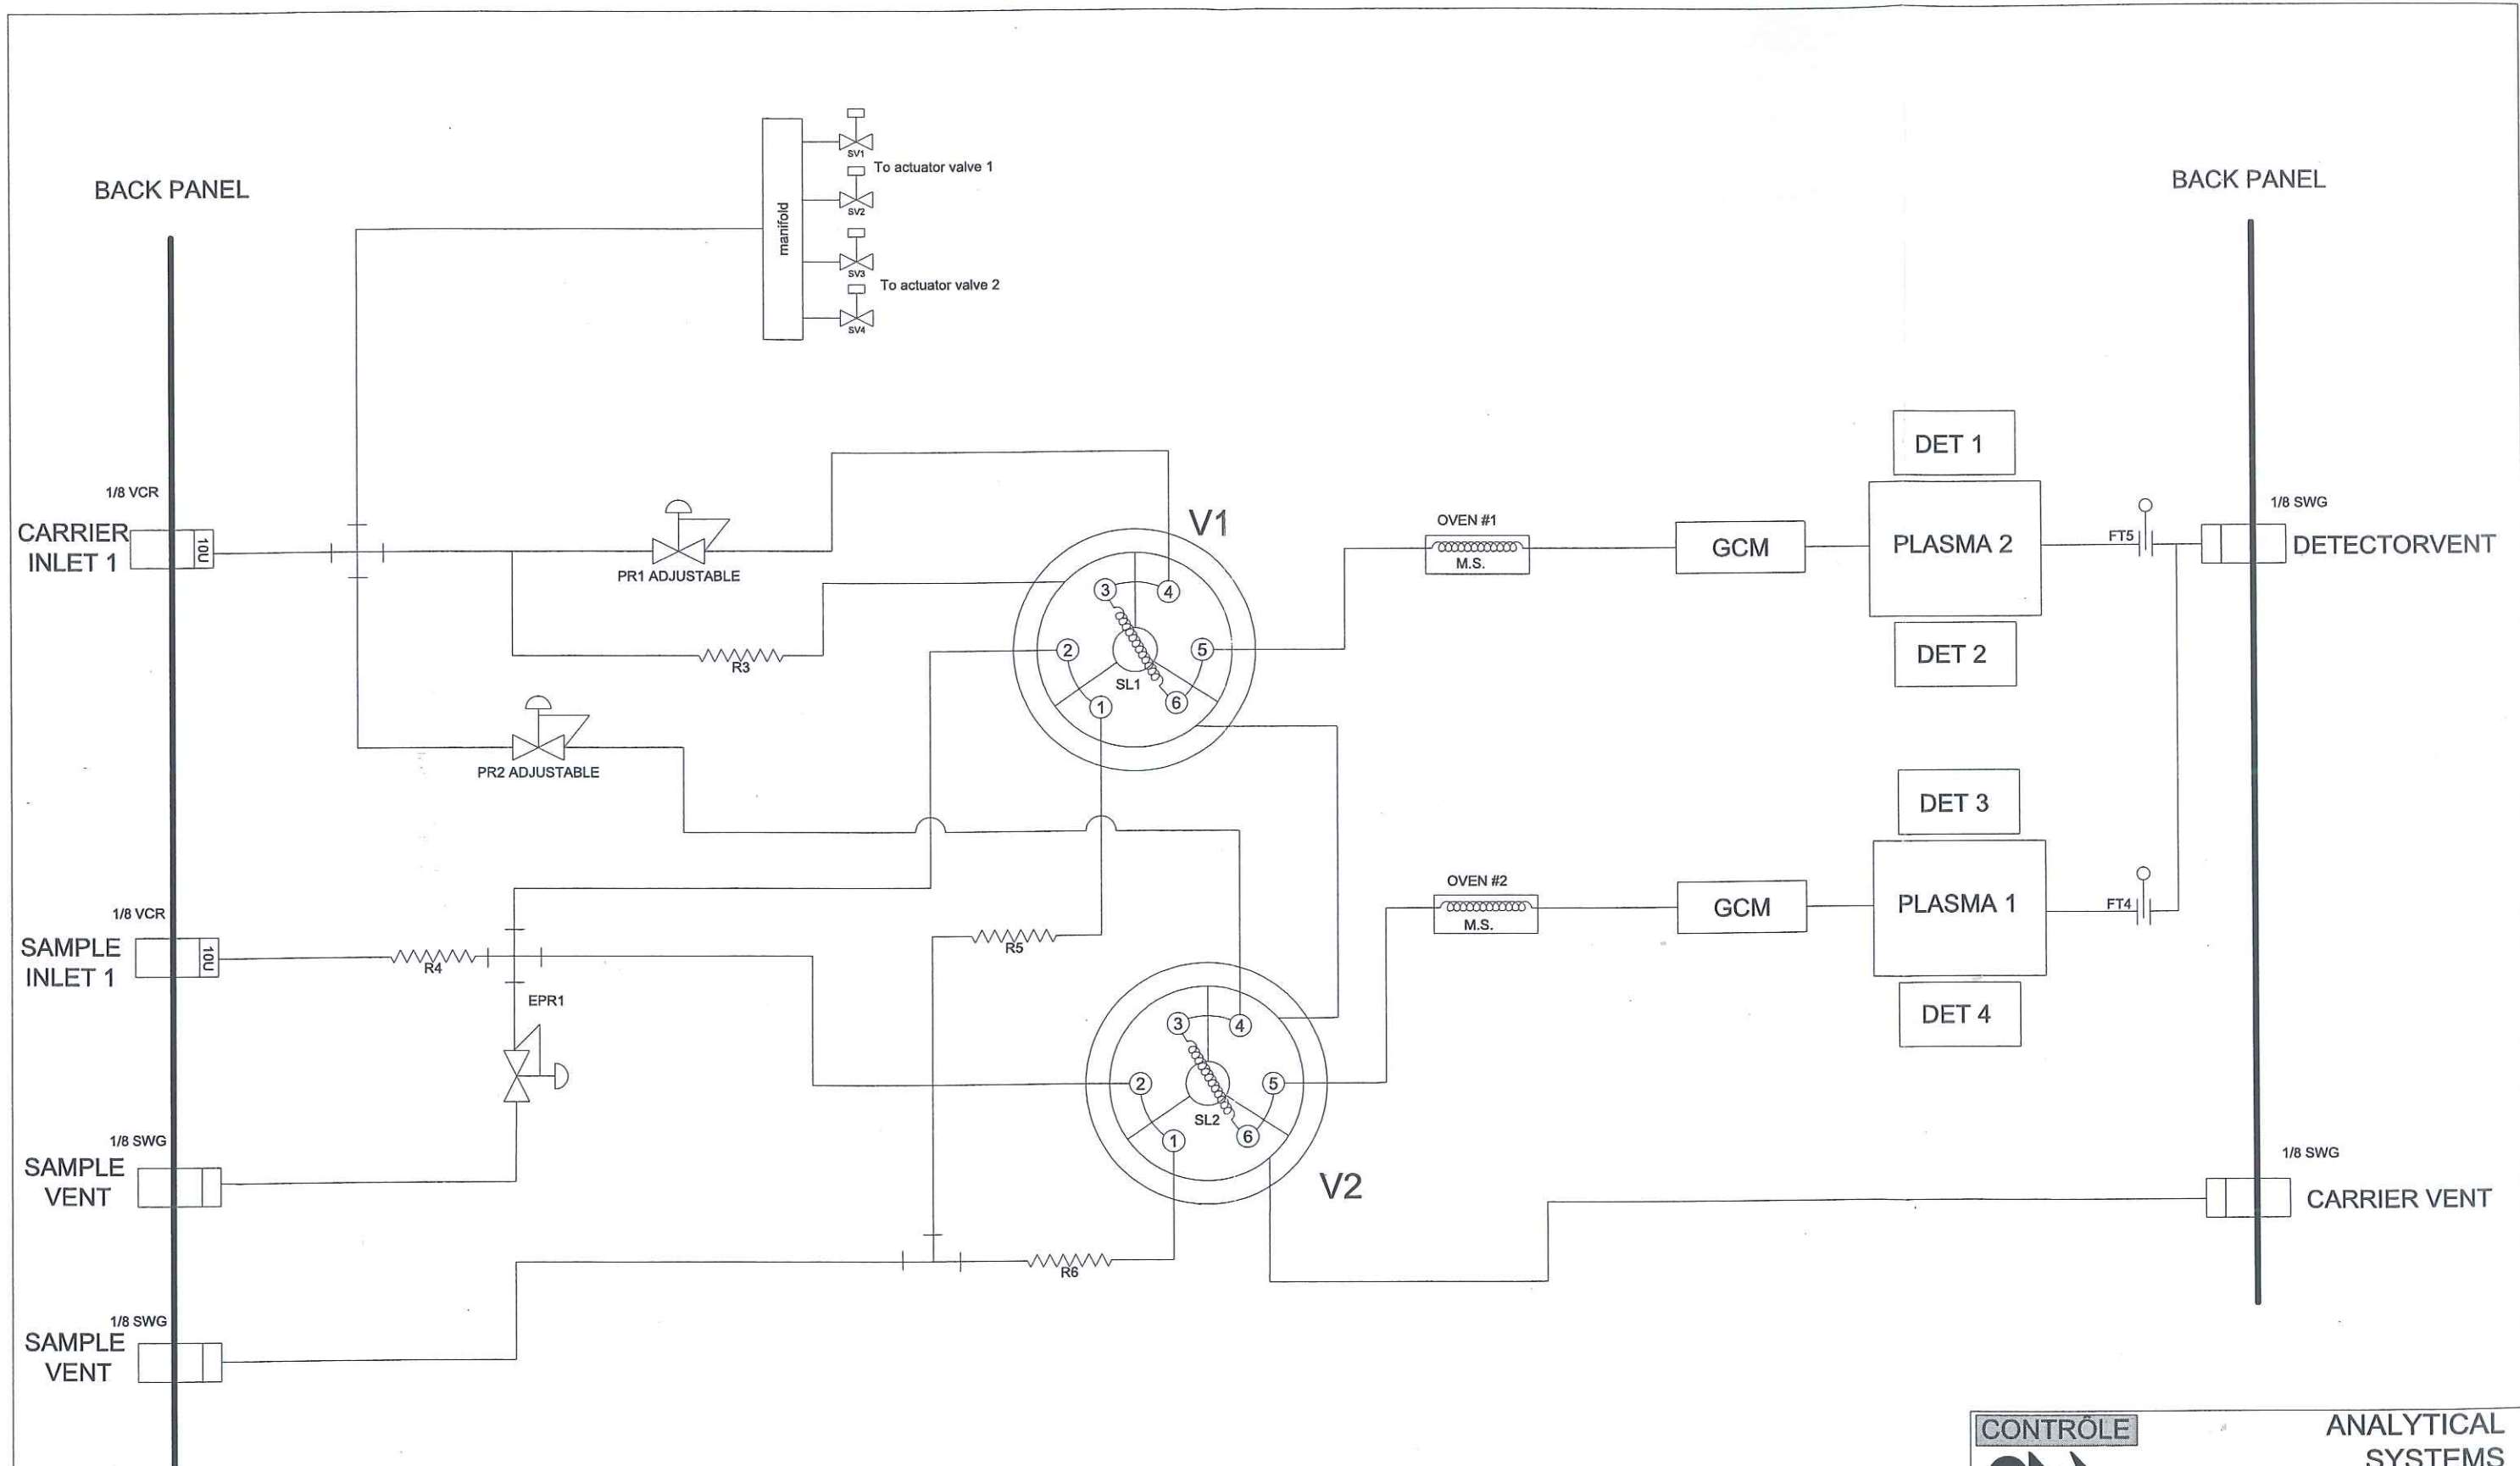 BACK PANEL
BACK PANEL
manifold
SV1
To actuator valve 1
SV2
SV3
To actuator valve 2
SV4
1/8 VCR
CARRIER
INLET 1
10U
PR1 ADJUSTABLE
R3
PR2 ADJUSTABLE
V1
3
4
2
5
SL1
6
1
OVEN #1
M.S.
GCM
DET 1
PLASMA 2
DET 2
FT5
1/8 SWG
DETECTORVENT
1/8 VCR
SAMPLE
INLET 1
10U
R4
EPR1
R5
OVEN #2
M.S.
GCM
DET 3
PLASMA 1
DET 4
FT4
3
4
2
5
SL2
6
1
V2
1/8 SWG
SAMPLE
VENT
1/8 SWG
CARRIER VENT
R6
1/8 SWG
SAMPLE
VENT
CONTRÔLE
ANALYTICAL
SYSTEMS